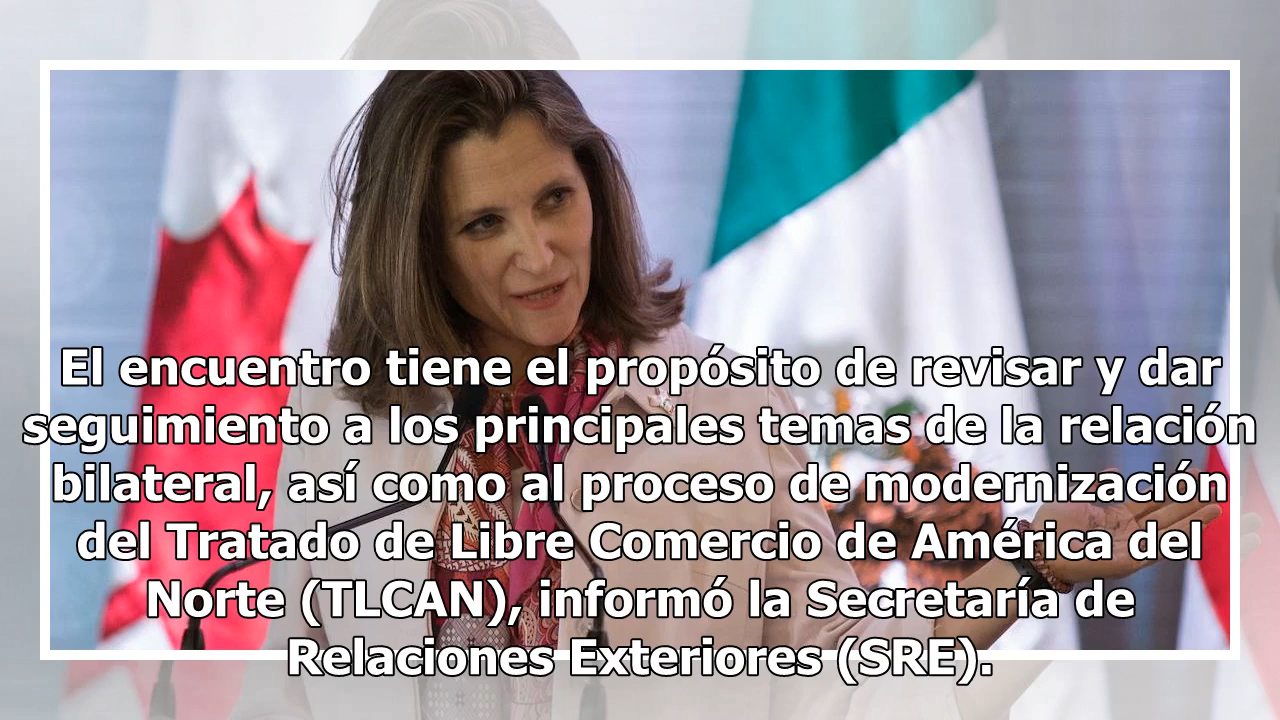 El encuentro tiene el propósito de revisar y dar
seguimiento a los principales temas de la relación
bilateral, así como al proceso de modernización
del Tratado de Libre Comercio de América del
Norte (TLCAN), informó la Secretaría de
Relaciones Exteriores (SRE).